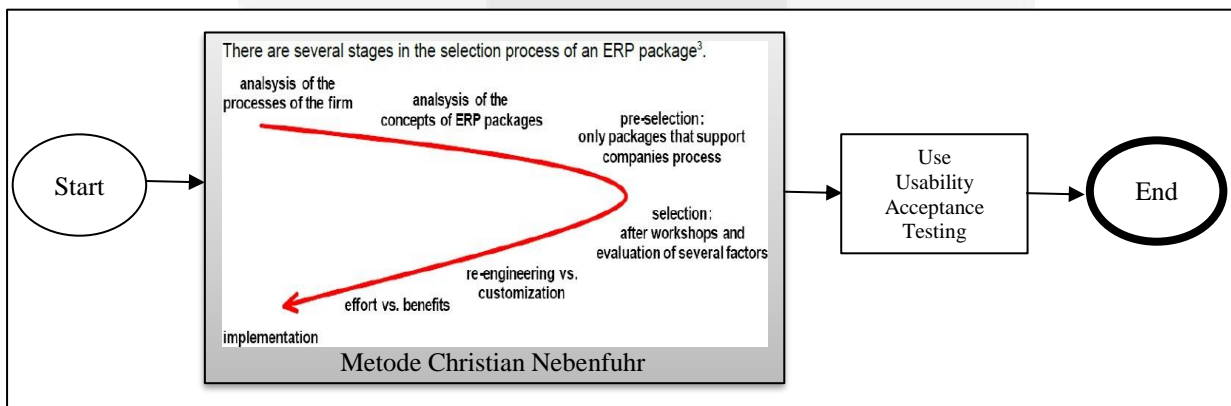 There are several stages in the selection process of an ERP package³.
analsysis of the
processes of the firm
analsysis of the
concepts of ERP packages
pre-selection:
only packages that support
companies process
Start
selection:
after workshops and
evaluation of several factors
re-engineering vs.
customization
effort vs. benefits
implementation
Metode Christian Nebenfuhr
Use
Usability
Acceptance
Testing
End